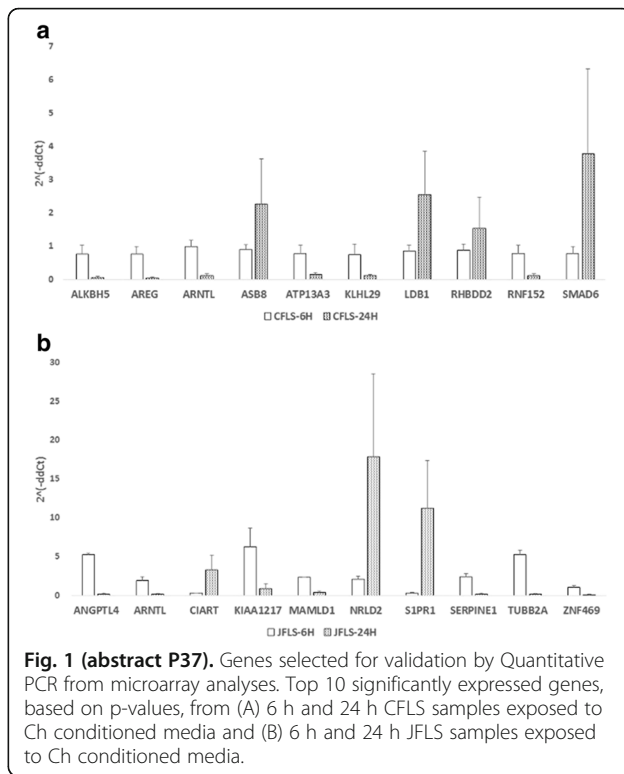 a
7
6
5
4
3
2
1
0
2^(-ddCt)
ALKBH5 AREG ARNTL ASB8 ATP13A3 KLHL29 LDB1 RHBDD2 RNF152 SMAD6
CFLS-6H CFLS-24H
b
30
25
20
15
10
5
0
2^(-ddCt)
ANGPTL4 ARNTL CIART KIAA1217 MAMLD1 NRLD2 S1PR1 SERPINE1 TUBB2A ZNF469
JFLS-6H JFLS-24H
Fig. 1 (abstract P37). Genes selected for validation by Quantitative
PCR from microarray analyses. Top 10 significantly expressed genes,
based on p-values, from (A) 6 h and 24 h CFLS samples exposed to
Ch conditioned media and (B) 6 h and 24 h JFLS samples exposed
to Ch conditioned media.